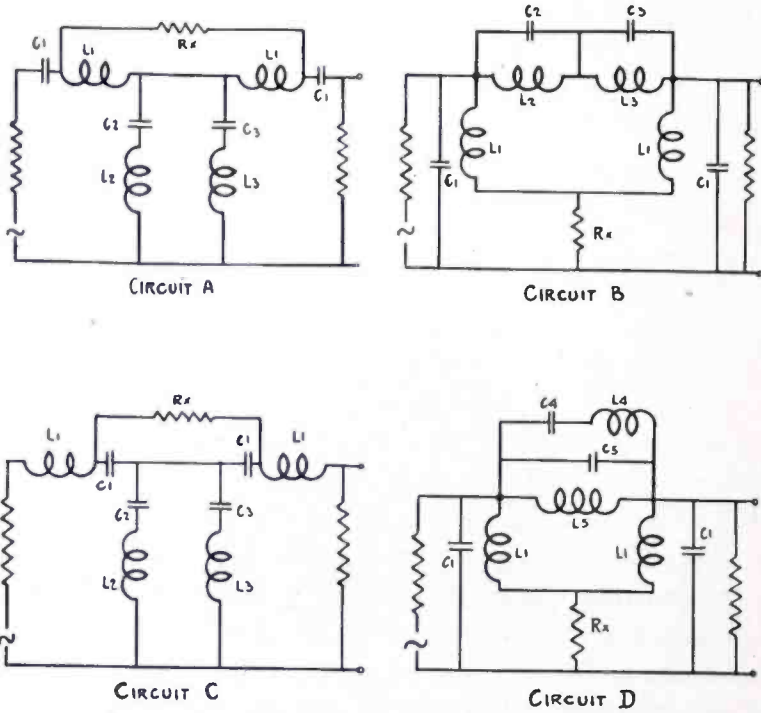 C1 L1 Rx L1 C1
C2 C3
L2 L3
CIRCUIT A
C2 C3
L2 L3
C1 L1 L1 C1
Rx
CIRCUIT B
Rx
L1 C1 C1 L1
C2 C3
L2 L3
CIRCUIT C
C4 L4
C5
L5
C1 L1 L1 C1
Rx
CIRCUIT D